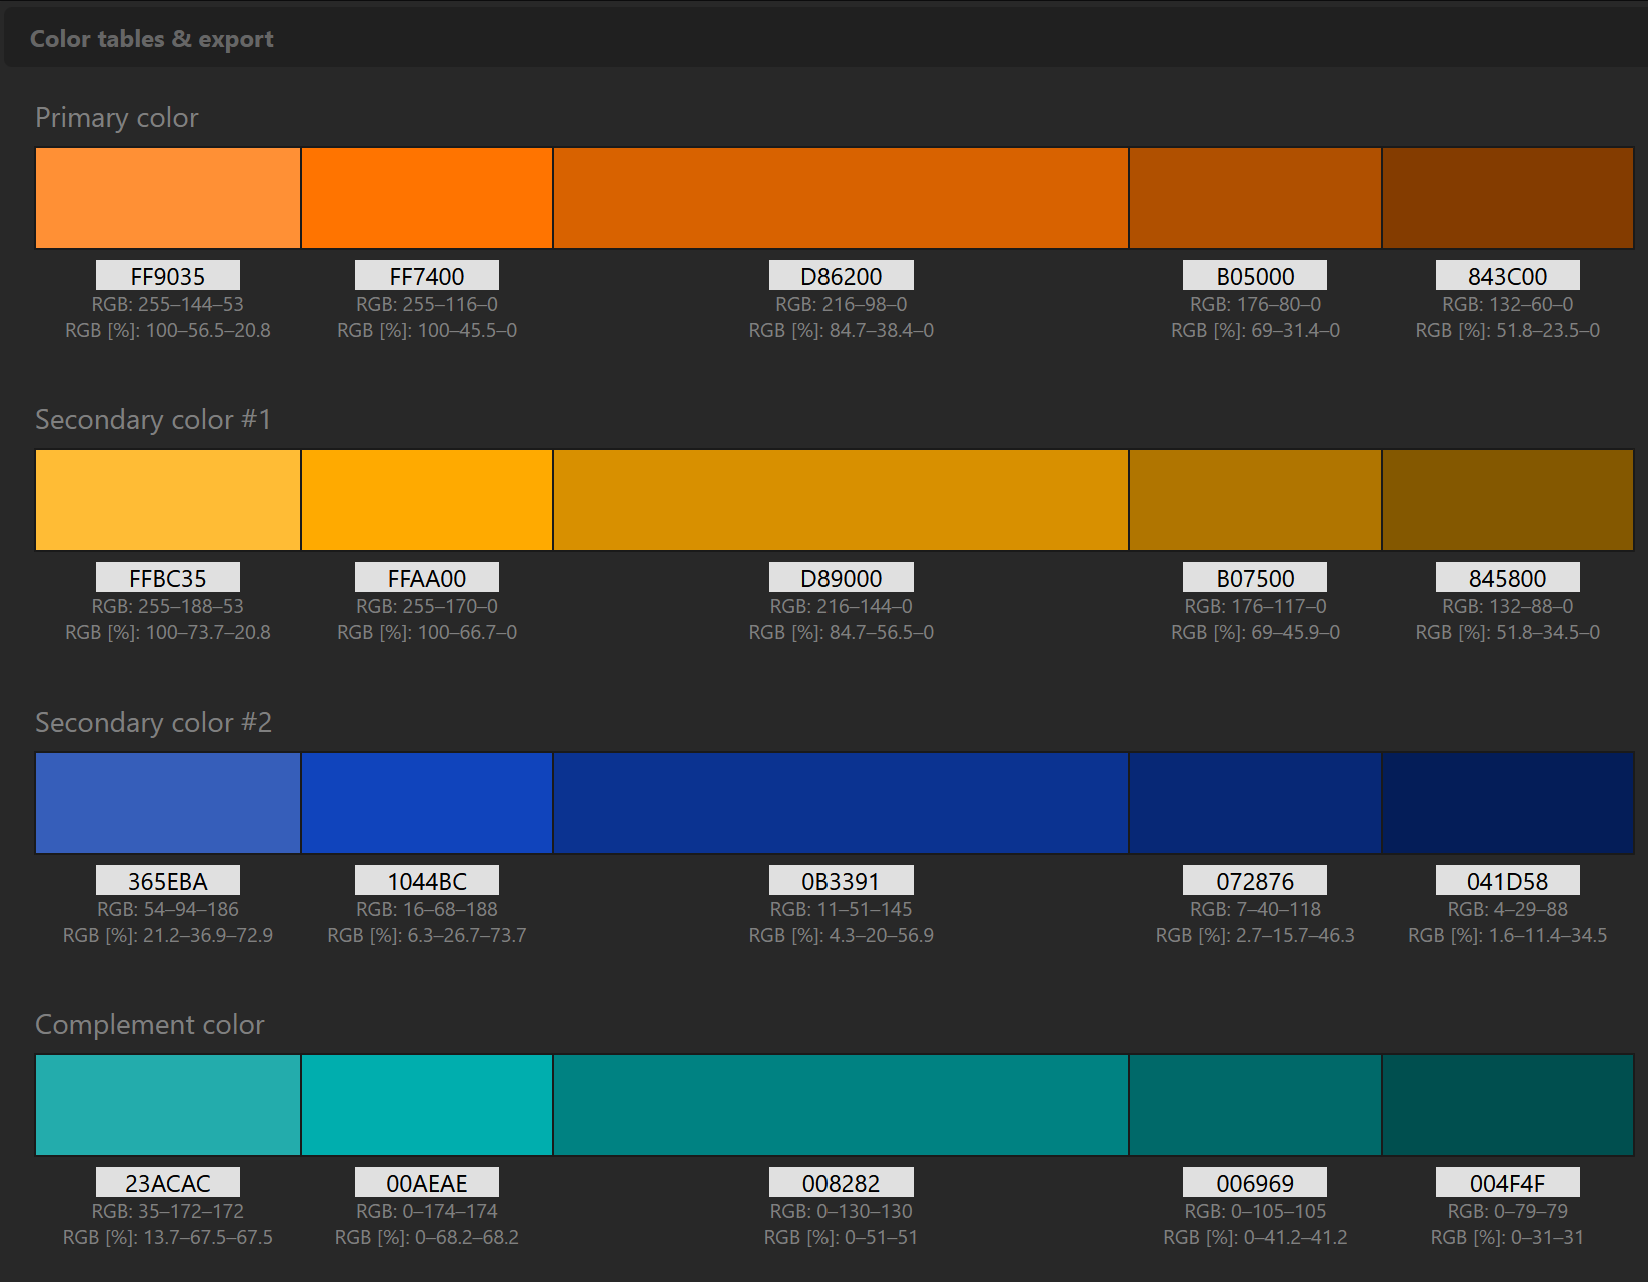 Color tables & export
Primary color
FF9035 FF7400 D86200 B05000 843C00
RGB: 255–144–53 RGB: 255–116–0 RGB: 216–98–0 RGB: 176–80–0 RGB: 132–60–0
RGB [%]: 100–56.5–20.8 RGB [%]: 100–45.5–0 RGB [%]: 84.7–38.4–0 RGB [%]: 69–31.4–0 RGB [%]: 51.8–23.5–0
Secondary color #1
FFBC35 FFAA00 D89000 B07500 845800
RGB: 255–188–53 RGB: 255–170–0 RGB: 216–144–0 RGB: 176–117–0 RGB: 132–88–0
RGB [%]: 100–73.7–20.8 RGB [%]: 100–66.7–0 RGB [%]: 84.7–56.5–0 RGB [%]: 69–45.9–0 RGB [%]: 51.8–34.5–0
Secondary color #2
365EBA 1044BC 0B3391 072876 041D58
RGB: 54–94–186 RGB: 16–68–188 RGB: 11–51–145 RGB: 7–40–118 RGB: 4–29–88
RGB [%]: 21.2–36.9–72.9 RGB [%]: 6.3–26.7–73.7 RGB [%]: 4.3–20–56.9 RGB [%]: 2.7–15.7–46.3 RGB [%]: 1.6–11.4–34.5
Complement color
23ACAC 00AEAE 008282 006969 004F4F
RGB: 35–172–172 RGB: 0–174–174 RGB: 0–130–130 RGB: 0–105–105 RGB: 0–79–79
RGB [%]: 13.7–67.5–67.5 RGB [%]: 0–68.2–68.2 RGB [%]: 0–51–51 RGB [%]: 0–41.2–41.2 RGB [%]: 0–31–31